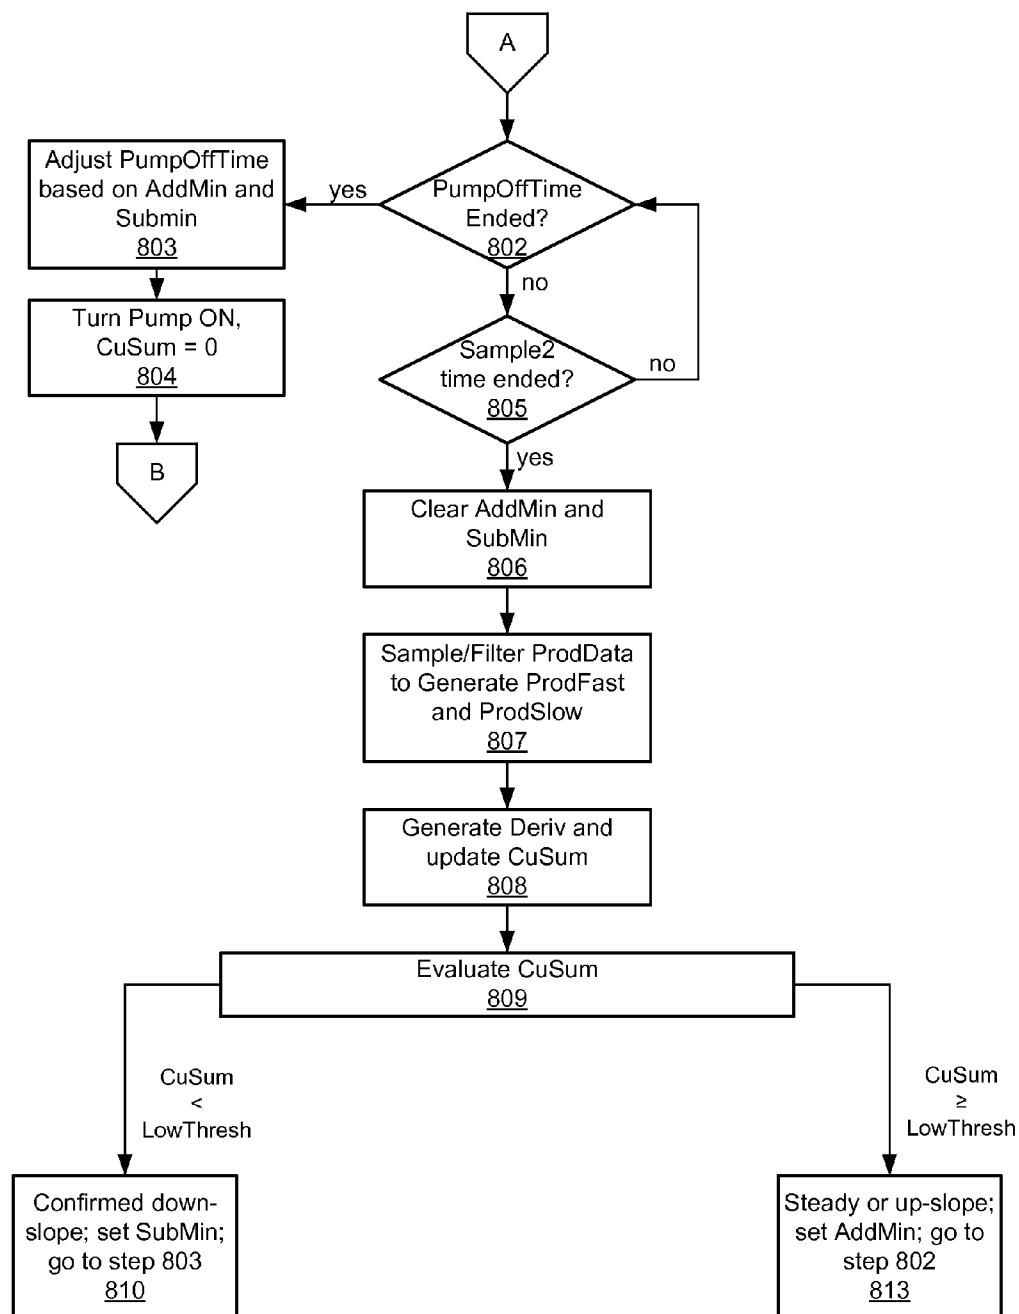 A
Adjust PumpOffTime
based on AddMin and
Submin
803
yes
PumpOffTime
Ended?
802
no
Turn Pump ON,
CuSum = 0
804
Sample2
time ended?
805
no
B
yes
Clear AddMin and
SubMin
806
Sample/Filter ProdData
to Generate ProdFast
and ProdSlow
807
Generate Deriv and
update CuSum
808
Evaluate CuSum
809
CuSum
<
LowThresh
CuSum
≥
LowThresh
Confirmed down-
slope; set SubMin;
go to step 803
810
Steady or up-slope;
set AddMin; go to
step 802
813